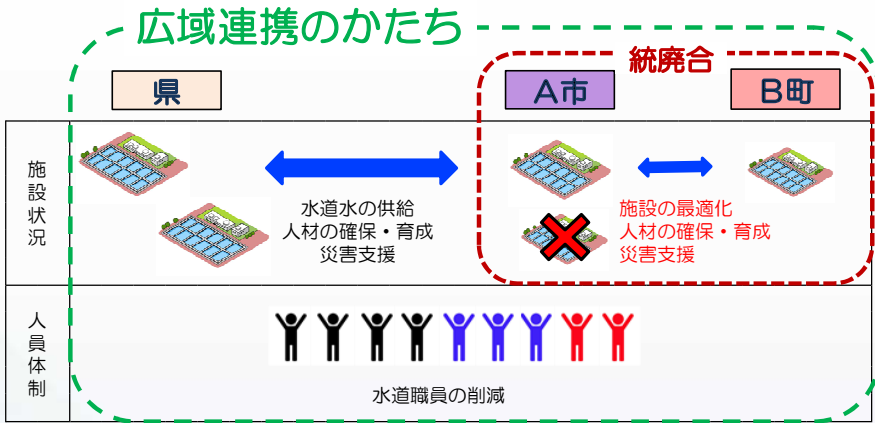 広域連携のかたち
統廃合
県
A市
B町
施設状況
水道水の供給
人材の確保・育成
災害支援
施設の最適化
人材の確保・育成
災害支援
人員体制
水道職員の削減